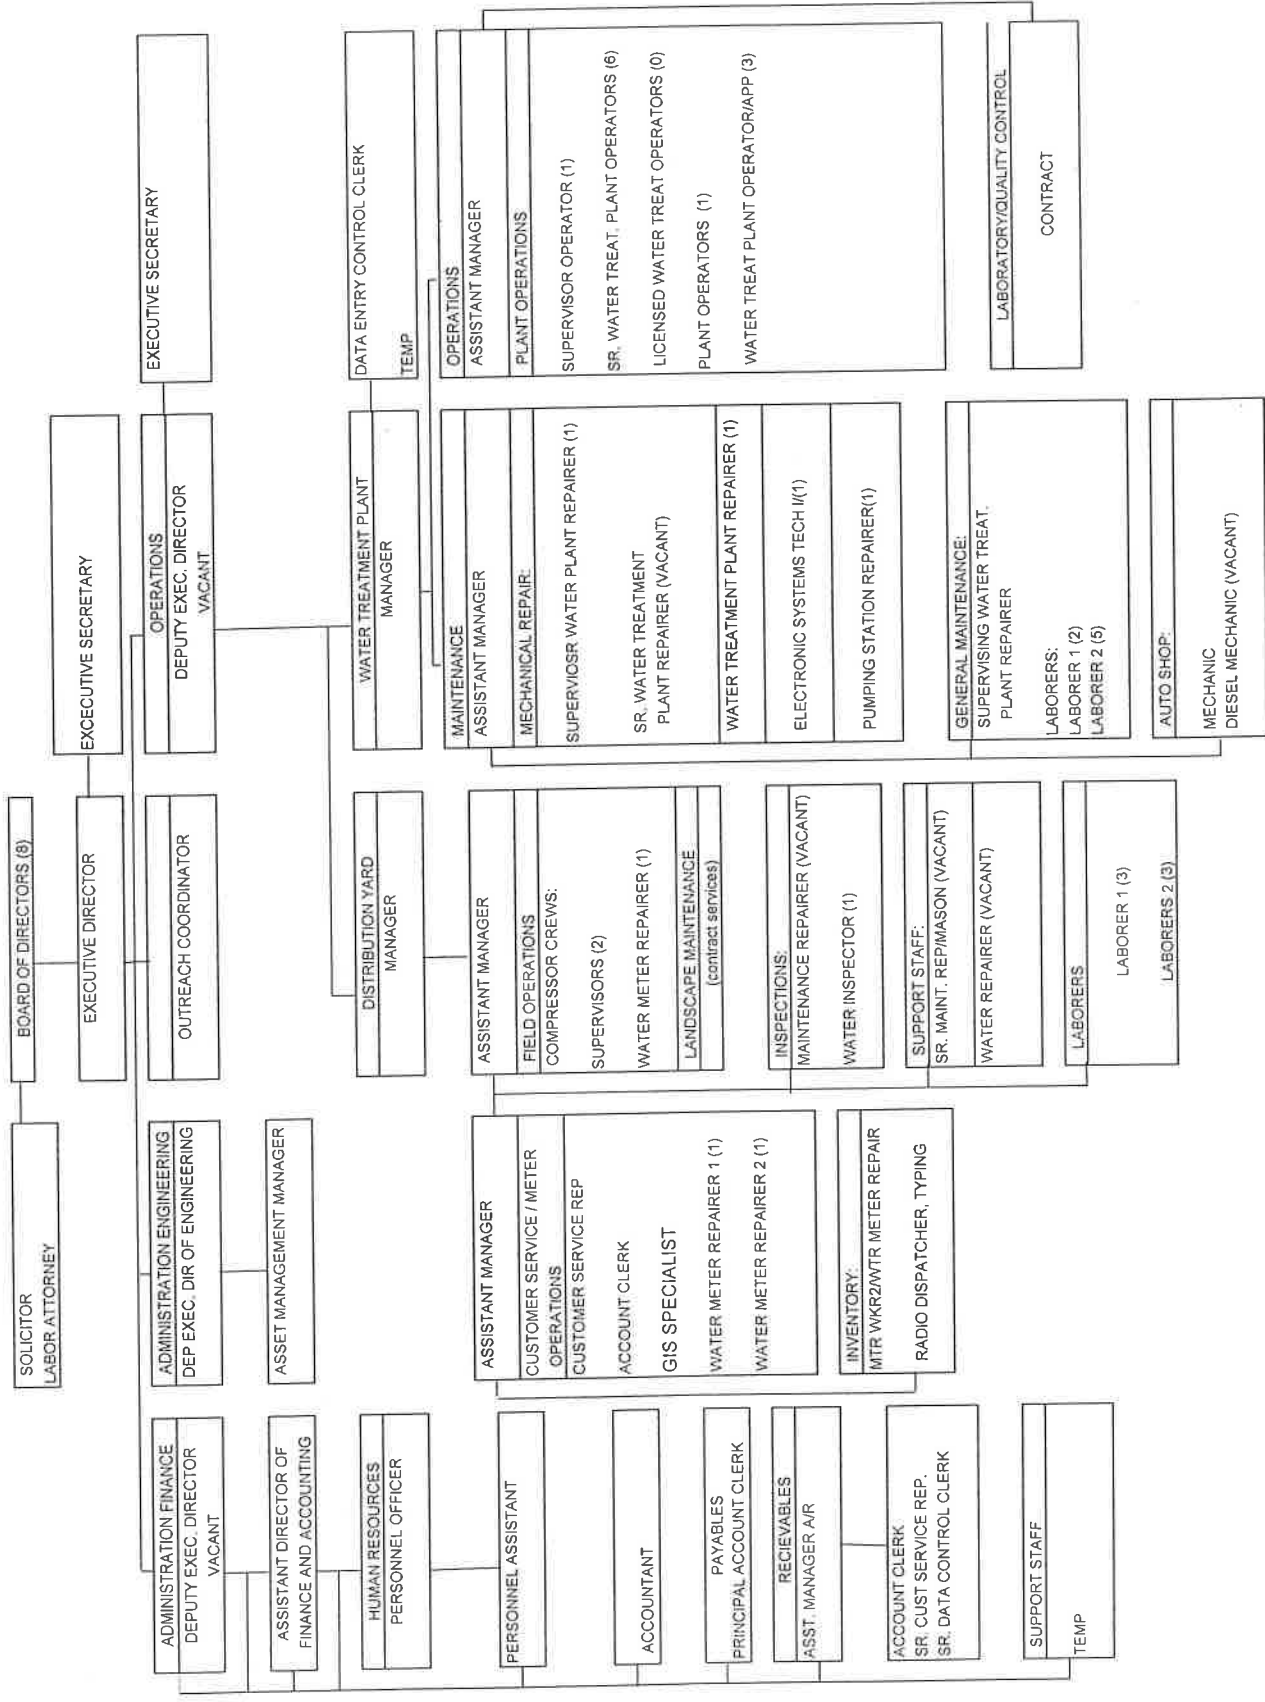 BOARD OF DIRECTORS (8)
SOLICITOR
LABOR ATTORNEY
EXECUTIVE DIRECTOR
EXCECUTIVE SECRETARY
ADMINISTRATION FINANCE
DEPUTY EXEC. DIRECTOR
VACANT
ADMINISTRATION ENGINEERING
DEP EXEC. DIR OF ENGINEERING
OUTREACH COORDINATOR
OPERATIONS
DEPUTY EXEC. DIRECTOR
VACANT
EXECUTIVE SECRETARY
ASSISTANT DIRECTOR OF
FINANCE AND ACCOUNTING
ASSET MANAGEMENT MANAGER
HUMAN RESOURCES
PERSONNEL OFFICER
DISTRIBUTION YARD
MANAGER
WATER TREATMENT PLANT
MANAGER
DATA ENTRY CONTROL CLERK
TEMP
PERSONNEL ASSISTANT
ACCOUNTANT
PAYABLES
PRINCIPAL ACCOUNT CLERK
RECIEVABLES
ASST. MANAGER A/R
ACCOUNT CLERK
SR. CUST SERVICE REP.
SR. DATA CONTROL CLERK
SUPPORT STAFF
TEMP
ASSISTANT MANAGER
CUSTOMER SERVICE / METER
OPERATIONS
CUSTOMER SERVICE REP
ACCOUNT CLERK
GIS SPECIALIST
WATER METER REPAIRER 1 (1)
WATER METER REPAIRER 2 (1)
INVENTORY:
MTR WKR2/WTR METER REPAIR
RADIO DISPATCHER, TYPING
ASSISTANT MANAGER
FIELD OPERATIONS
COMPRESSOR CREWS:
SUPERVISORS (2)
WATER METER REPAIRER (1)
LANDSCAPE MAINTENANCE
(contract services)
INSPECTIONS:
MAINTENANCE REPAIRER (VACANT)
WATER INSPECTOR (1)
SUPPORT STAFF:
SR. MAINT. REP/MASON (VACANT)
WATER REPAIRER (VACANT)
LABORERS
LABORER 1 (3)
LABORERS 2 (3)
MAINTENANCE
ASSISTANT MANAGER
MECHANICAL REPAIR:
SUPERVIOSR WATER PLANT REPAIRER (1)
SR. WATER TREATMENT
PLANT REPAIRER (VACANT)
WATER TREATMENT PLANT REPAIRER (1)
ELECTRONIC SYSTEMS TECH I/(1)
PUMPING STATION REPAIRER(1)
GENERAL MAINTENANCE:
SUPERVISING WATER TREAT.
PLANT REPAIRER
LABORERS:
LABORER 1 (2)
LABORER 2 (5)
AUTO SHOP:
MECHANIC
DIESEL MECHANIC (VACANT)
OPERATIONS
ASSISTANT MANAGER
PLANT OPERATIONS
SUPERVISOR OPERATOR (1)
SR. WATER TREAT. PLANT OPERATORS (6)
LICENSED WATER TREAT OPERATORS (0)
PLANT OPERATORS (1)
WATER TREAT PLANT OPERATOR/APP (3)
LABORATORY/QUALITY CONTROL
CONTRACT